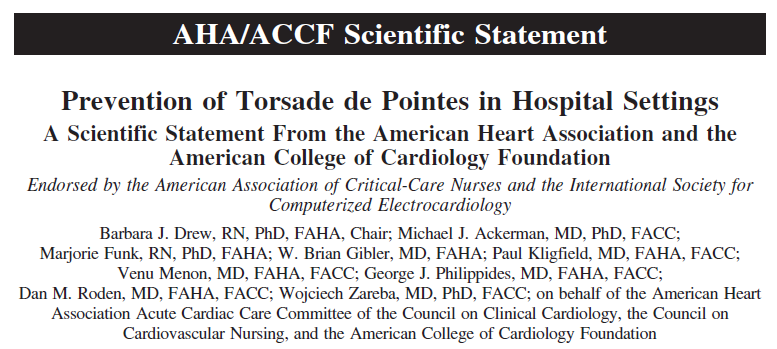 AHA/ACCF Scientific Statement
Prevention of Torsade de Pointes in Hospital Settings
A Scientific Statement From the American Heart Association and the
American College of Cardiology Foundation
Endorsed by the American Association of Critical-Care Nurses and the International Society for
Computerized Electrocardiology
Barbara J. Drew, RN, PhD, FAHA, Chair; Michael J. Ackerman, MD, PhD, FACC;
Marjorie Funk, RN, PhD, FAHA; W. Brian Gibler, MD, FAHA; Paul Kligfield, MD, FAHA, FACC;
Venu Menon, MD, FAHA, FACC; George J. Philippides, MD, FAHA, FACC;
Dan M. Roden, MD, FAHA, FACC; Wojciech Zareba, MD, PhD, FACC; on behalf of the American Heart
Association Acute Cardiac Care Committee of the Council on Clinical Cardiology, the Council on
Cardiovascular Nursing, and the American College of Cardiology Foundation